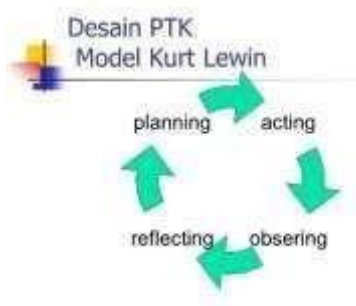 Desain PTK
Model Kurt Lewin
planning acting
reflecting obsering